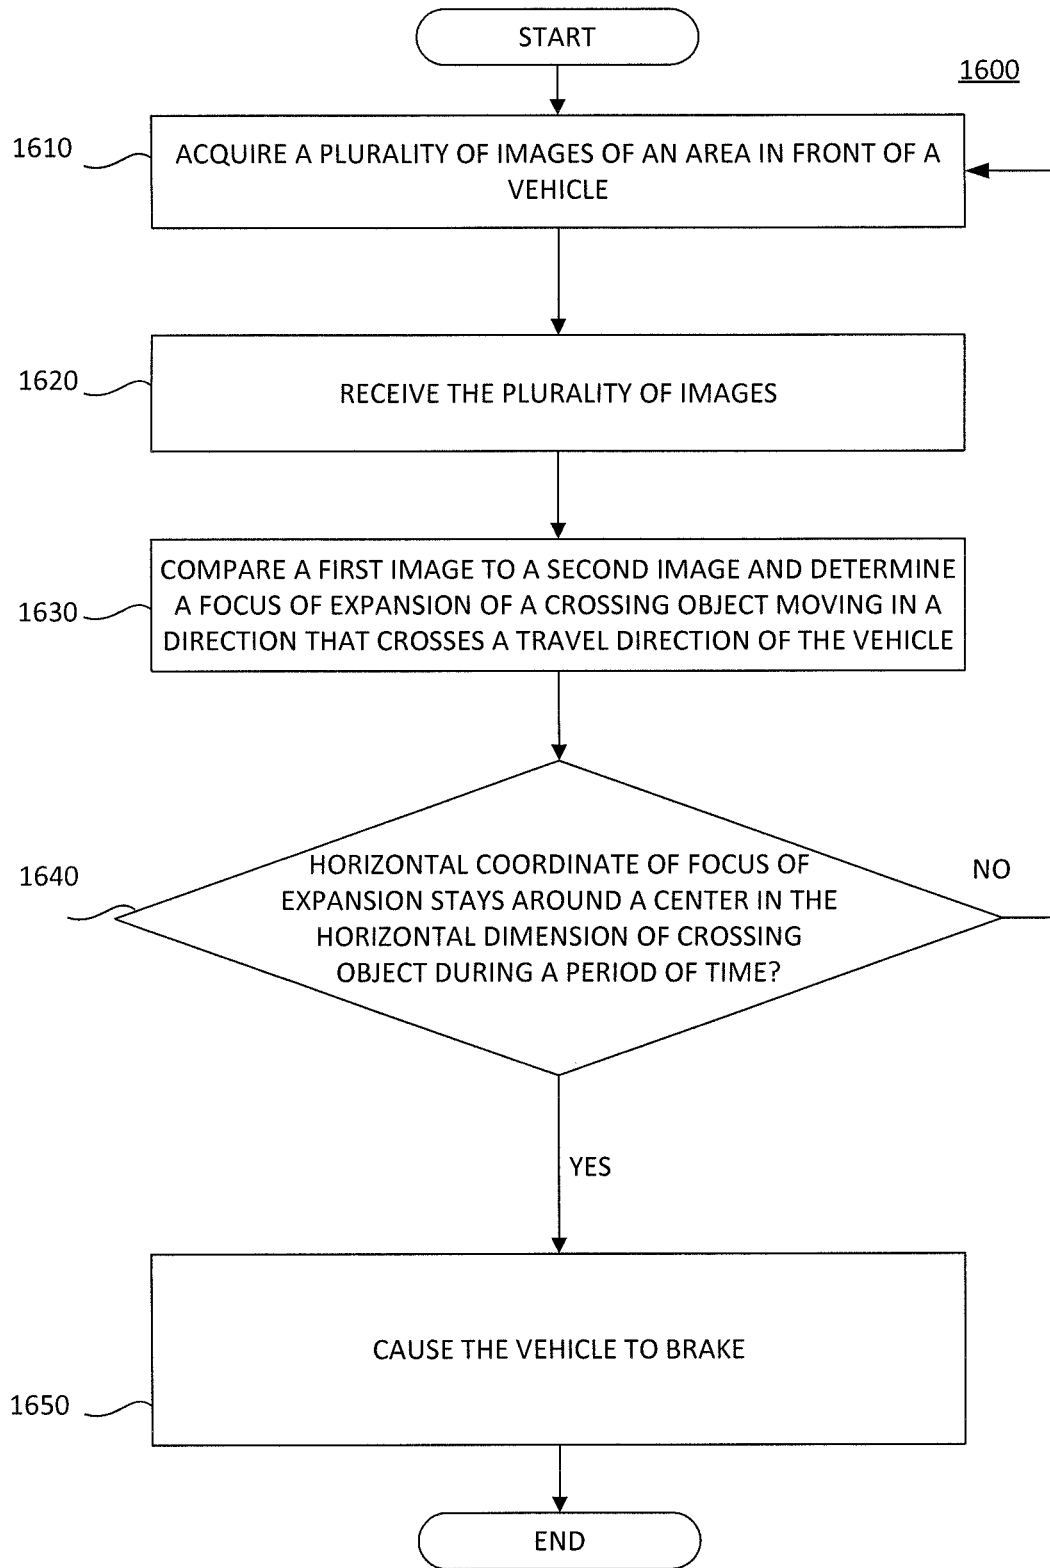 START
1600
1610
ACQUIRE A PLURALITY OF IMAGES OF AN AREA IN FRONT OF A
VEHICLE
1620
RECEIVE THE PLURALITY OF IMAGES
1630
COMPARE A FIRST IMAGE TO A SECOND IMAGE AND DETERMINE
A FOCUS OF EXPANSION OF A CROSSING OBJECT MOVING IN A
DIRECTION THAT CROSSES A TRAVEL DIRECTION OF THE VEHICLE
1640
HORIZONTAL COORDINATE OF FOCUS OF
EXPANSION STAYS AROUND A CENTER IN THE
HORIZONTAL DIMENSION OF CROSSING
OBJECT DURING A PERIOD OF TIME?
NO
YES
CAUSE THE VEHICLE TO BRAKE
1650
END